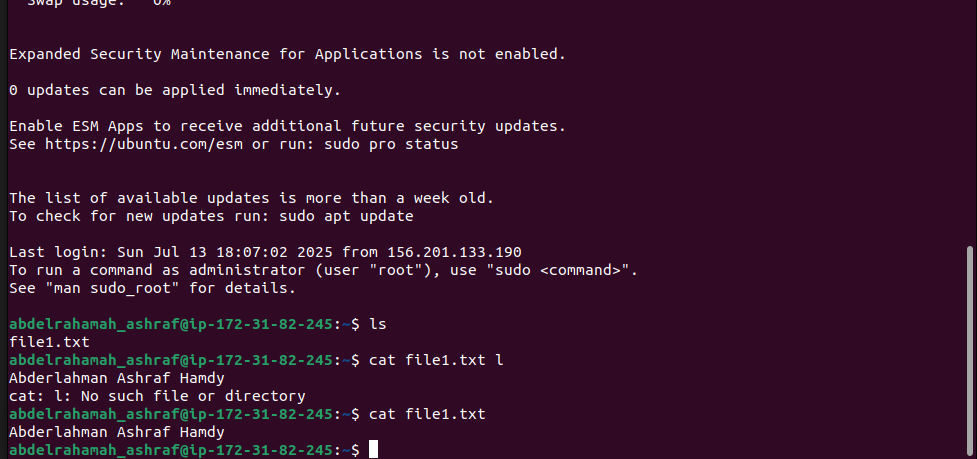 Swap usage:   0%
Expanded Security Maintenance for Applications is not enabled.
0 updates can be applied immediately.
Enable ESM Apps to receive additional future security updates.
See https://ubuntu.com/esm or run: sudo pro status
The list of available updates is more than a week old.
To check for new updates run: sudo apt update
Last login: Sun Jul 13 18:07:02 2025 from 156.201.133.190
To run a command as administrator (user "root"), use "sudo <command>".
See "man sudo_root" for details.
abdelrahamah_ashraf@ip-172-31-82-245:~$ ls
file1.txt
abdelrahamah_ashraf@ip-172-31-82-245:~$ cat file1.txt l
Abderlahman Ashraf Hamdy
cat: l: No such file or directory
abdelrahamah_ashraf@ip-172-31-82-245:~$ cat file1.txt
Abderlahman Ashraf Hamdy
abdelrahamah_ashraf@ip-172-31-82-245:~$